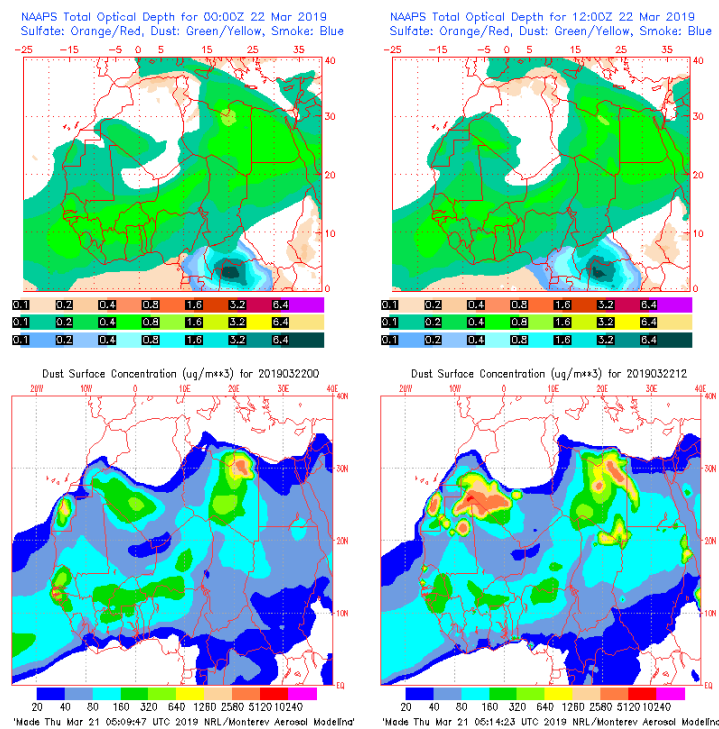 NAAPS Total Optical Depth for 00:00Z 22 Mar 2019
Sulfate: Orange/Red, Dust: Green/Yellow, Smoke: Blue
-25 -15 -10 -5 0 5 15 25 35
40
30
20
10
0
0.1 0.2 0.4 0.8 1.6 3.2 6.4
0.1 0.2 0.4 0.8 1.6 3.2 6.4
0.1 0.2 0.4 0.8 1.6 3.2 6.4
NAAPS Total Optical Depth for 12:00Z 22 Mar 2019
Sulfate: Orange/Red, Dust: Green/Yellow, Smoke: Blue
-25 -15 -10 -5 0 5 15 25 35
40
30
20
10
0
0.1 0.2 0.4 0.8 1.6 3.2 6.4
0.1 0.2 0.4 0.8 1.6 3.2 6.4
0.1 0.2 0.4 0.8 1.6 3.2 6.4
Dust Surface Concentration (ug/m**3) for 2019032200
20W 10W 0 10E 20E 30E 40E
40N
30N
20N
10N
EQ
20 40 80 160 320 640 1280 2580 5120 10240
'Made Thu Mar 21 05:09:47 UTC 2019 NRL/Monterey Aerosol Modeling'
Dust Surface Concentration (ug/m**3) for 2019032212
20W 10W 0 10E 20E 30E 40E
40N
30N
20N
10N
EQ
20 40 80 160 320 640 1280 2580 5120 10240
'Made Thu Mar 21 05:14:23 UTC 2019 NRL/Monterey Aerosol Modeling